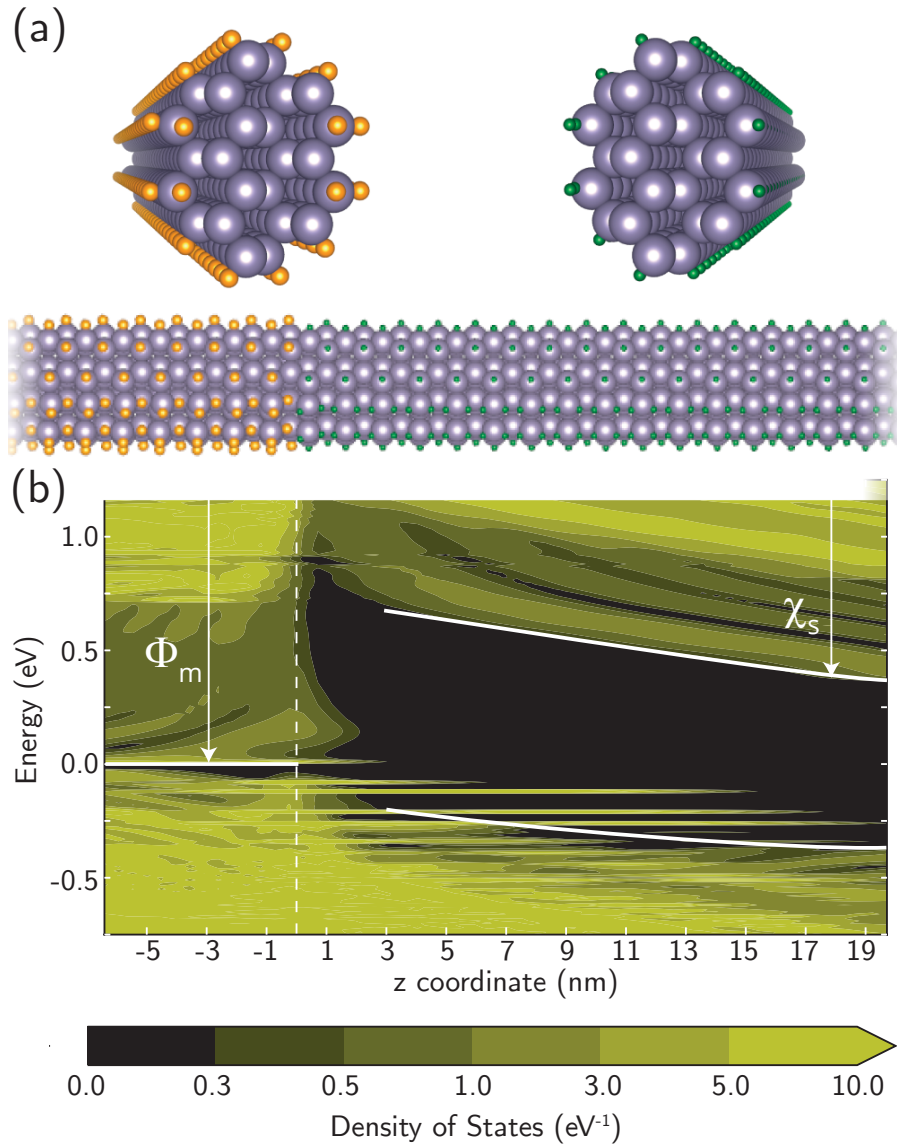 (a)
(b)
1.0
0.5
0.0
-0.5
Energy (eV)
Φm
χs
-5 -3 -1 1 3 5 7 9 11 13 15 17 19
z coordinate (nm)
0.0 0.3 0.5 1.0 3.0 5.0 10.0
Density of States (eV⁻¹)